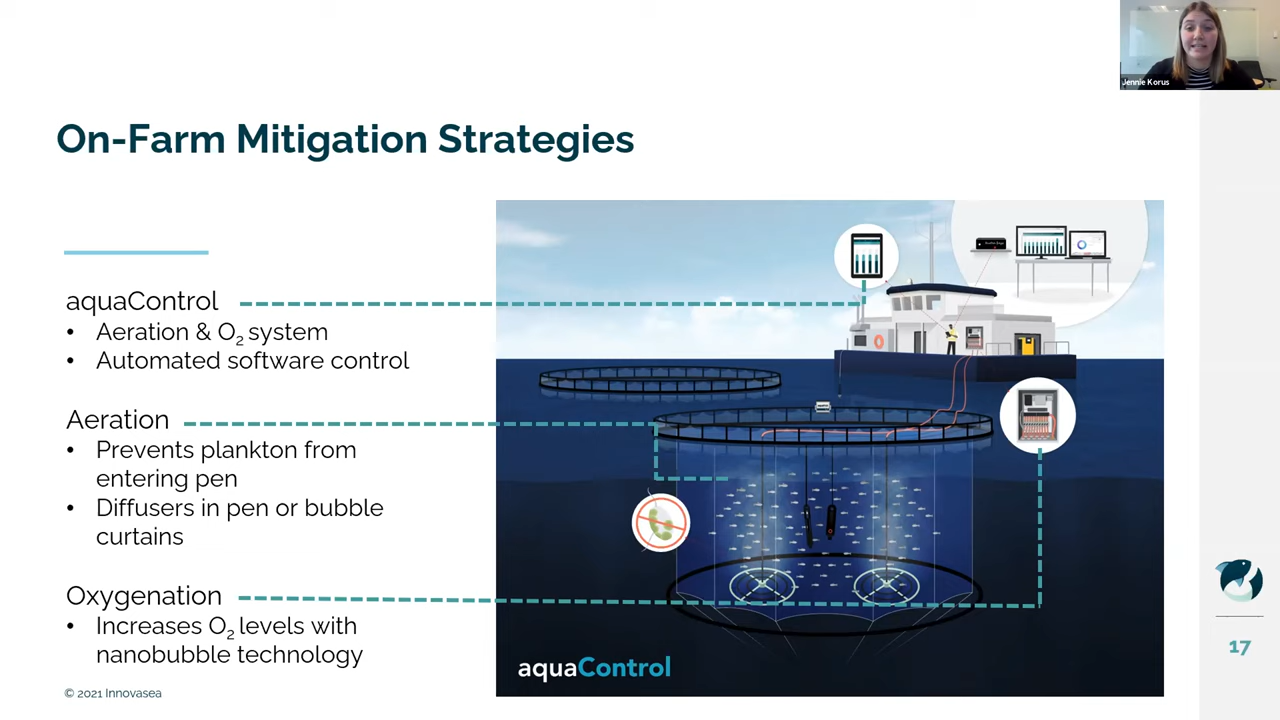 Jennie Korus
On-Farm Mitigation Strategies
aquaControl
• Aeration & O₂ system
• Automated software control
Aeration
• Prevents plankton from
entering pen
• Diffusers in pen or bubble
curtains
Oxygenation
• Increases O₂ levels with
nanobubble technology
aquaControl
© 2021 Innovasea
17